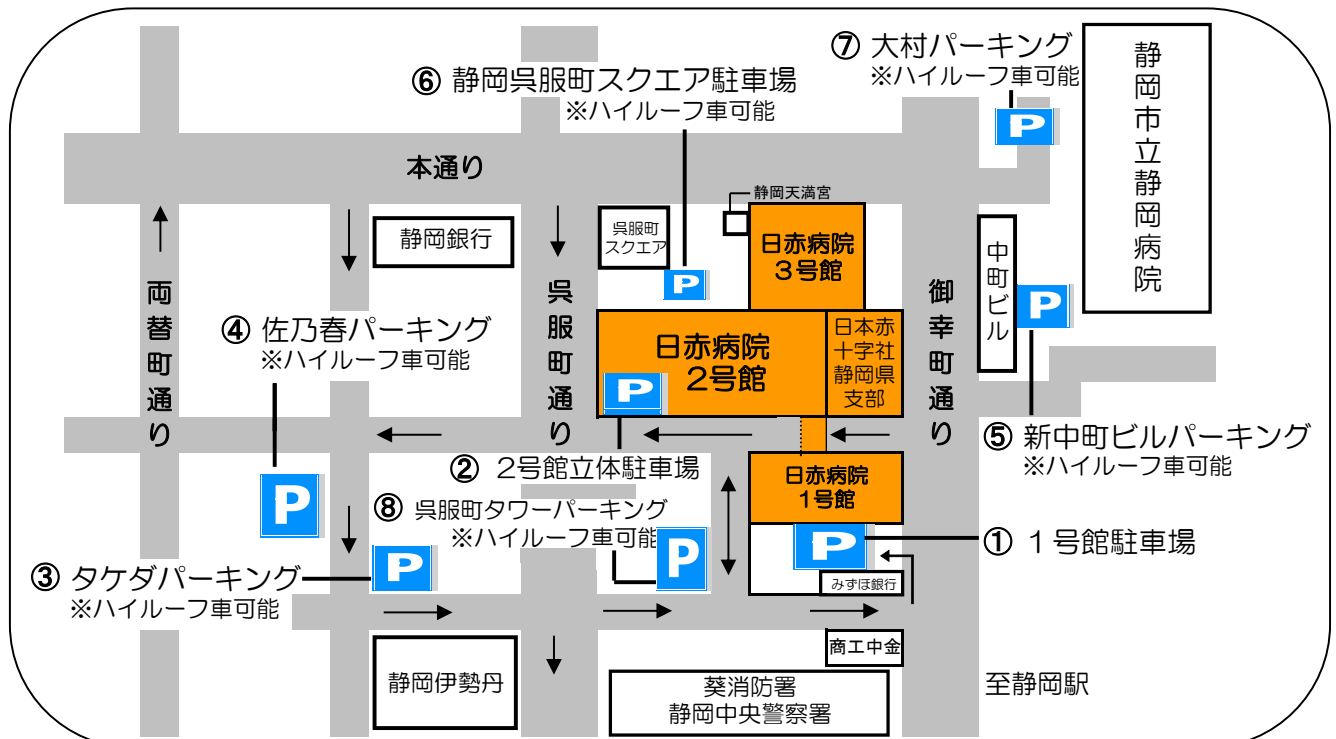 ⑦ 大村パーキング
※ハイルーフ車可能
静岡市立静岡病院
⑥ 静岡呉服町スクエア駐車場
※ハイルーフ車可能
P
本通り
静岡天満宮
静岡銀行
呉服町
スクエア
日赤病院
3号館
中町ビル
P
P
両替町通り
呉服町通り
御幸町通り
④ 佐乃春パーキング
※ハイルーフ車可能
日赤病院
2号館
P
日本赤
十字社
静岡県
支部
⑤ 新中町ビルパーキング
※ハイルーフ車可能
② 2号館立体駐車場
日赤病院
1号館
P
⑧ 呉服町タワーパーキング
※ハイルーフ車可能
P
P
① 1号館駐車場
③ タケダパーキング
※ハイルーフ車可能
P
みずほ銀行
商工中金
静岡伊勢丹
葵消防署
静岡中央警察署
至静岡駅